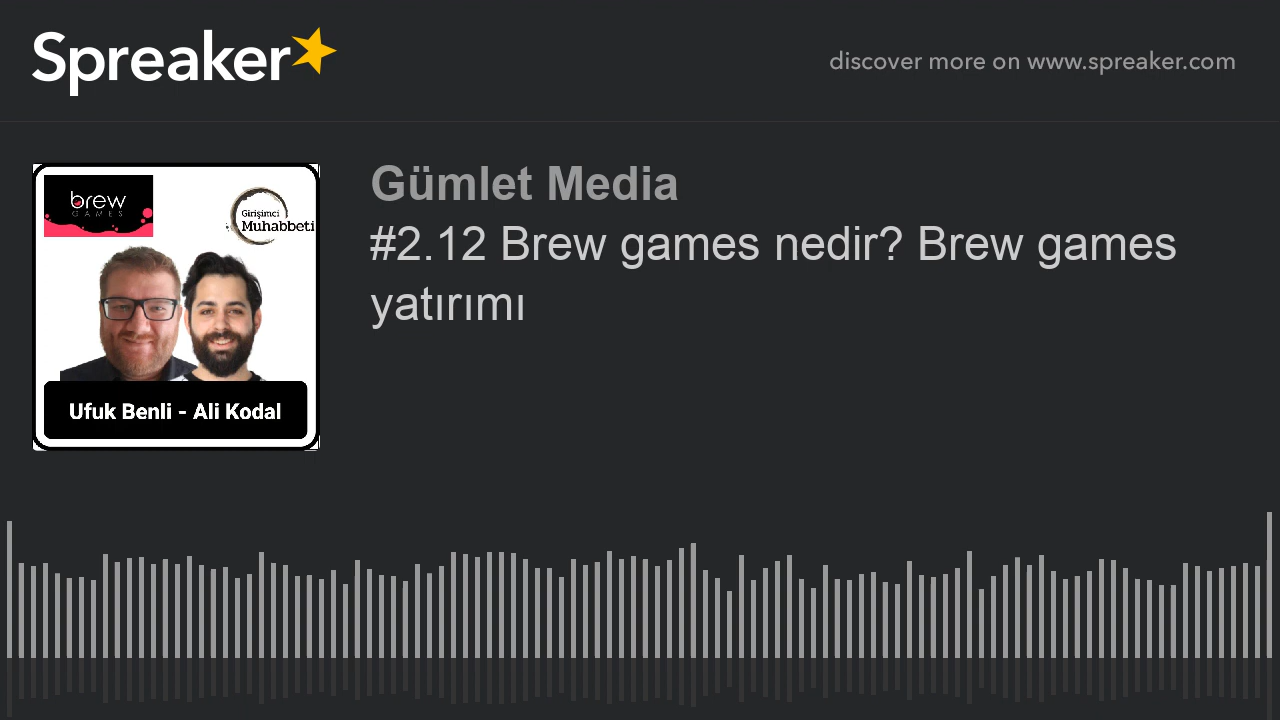 Spreaker
discover more on www.spreaker.com
Gümlet Media
#2.12 Brew games nedir? Brew games
yatırımı
brew
GAMES
Girişimci
Muhabbeti
Ufuk Benli - Ali Kodal